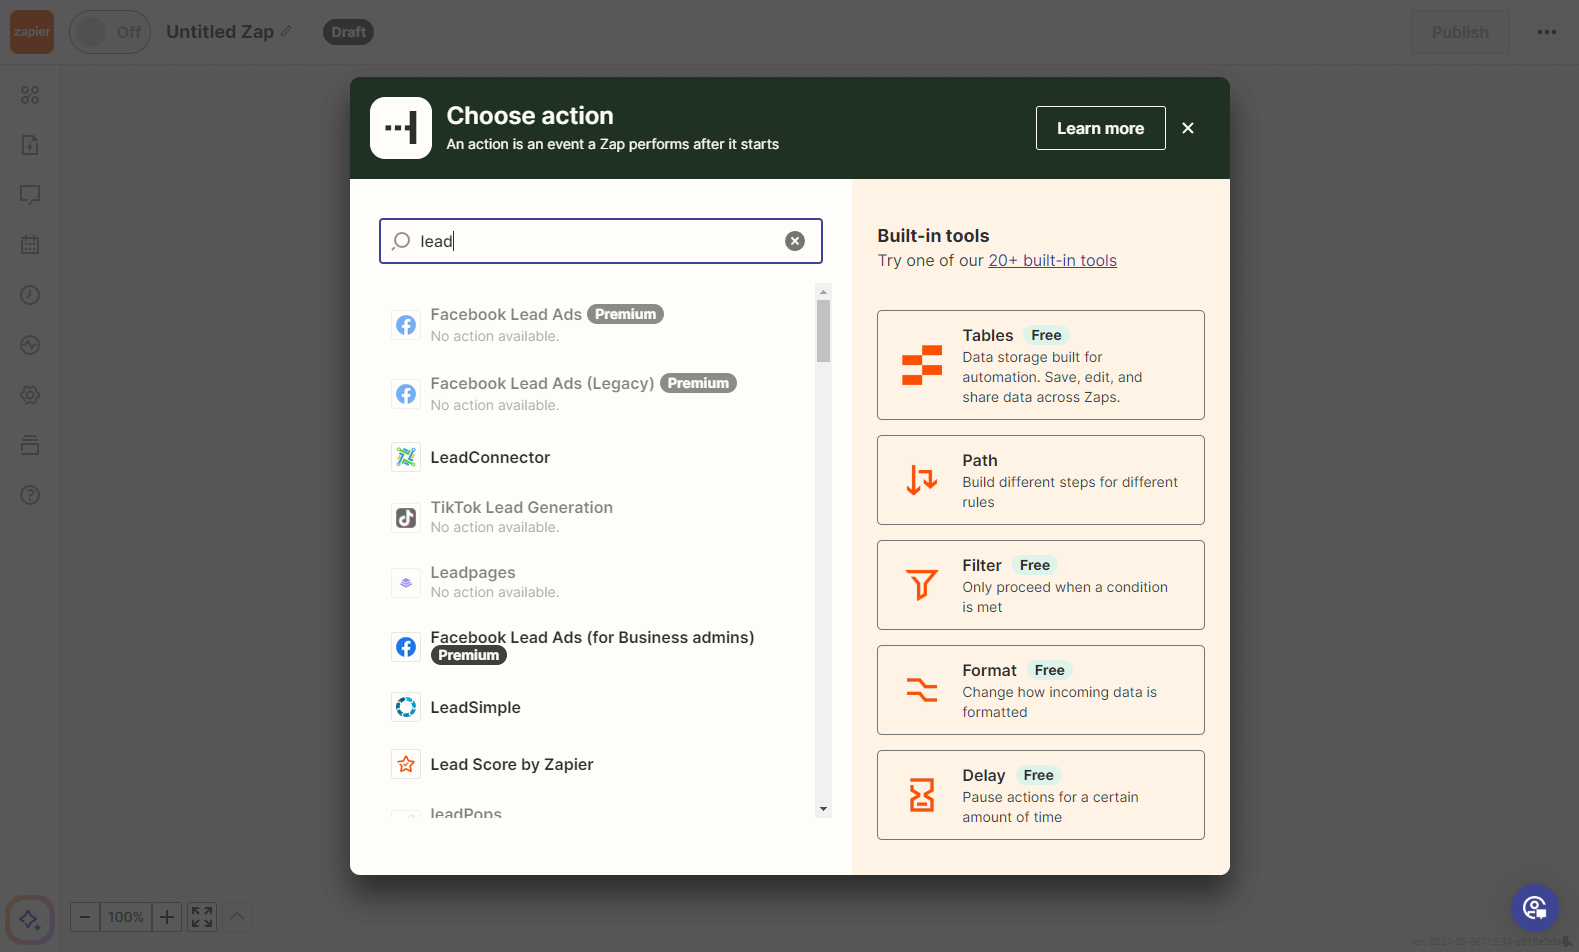 zapier
Off
Untitled Zap
Draft
Publish
Choose action
An action is an event a Zap performs after it starts
Learn more
lead
Facebook Lead Ads Premium
No action available.
Facebook Lead Ads (Legacy) Premium
No action available.
LeadConnector
TikTok Lead Generation
No action available.
Leadpages
No action available.
Facebook Lead Ads (for Business admins)
Premium
LeadSimple
Lead Score by Zapier
leadPops
Built-in tools
Try one of our 20+ built-in tools
Tables Free
Data storage built for
automation. Save, edit, and
share data across Zaps.
Path
Build different steps for different
rules
Filter Free
Only proceed when a condition
is met
Format Free
Change how incoming data is
formatted
Delay Free
Pause actions for a certain
amount of time
100%